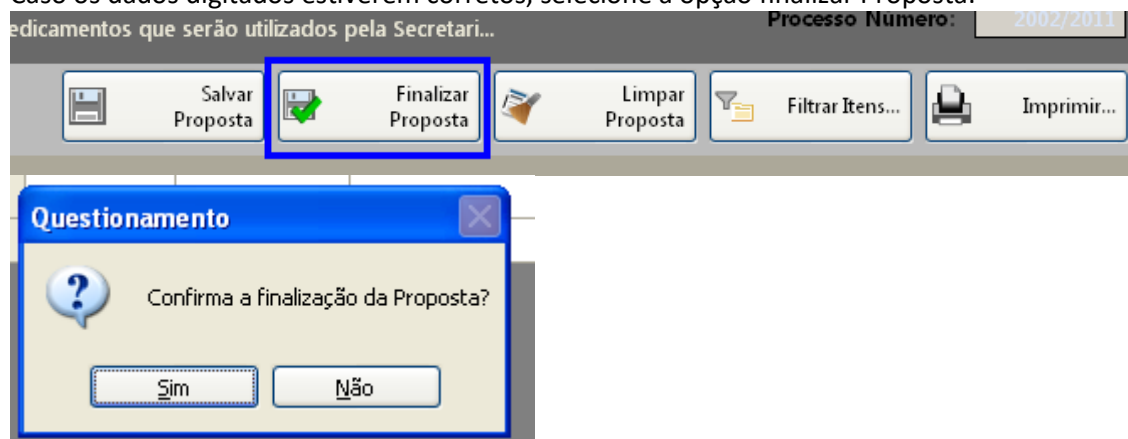 Caso os dados digitados estiverem corretos, selecione a opção finalizar Proposta.
edicamentos que serão utilizados pela Secretari...
Processo Número: 2002/2011
Salvar
Proposta
Finalizar
Proposta
Limpar
Proposta
Filtrar Itens...
Imprimir...
Questionamento
Confirma a finalização da Proposta?
Sim
Não